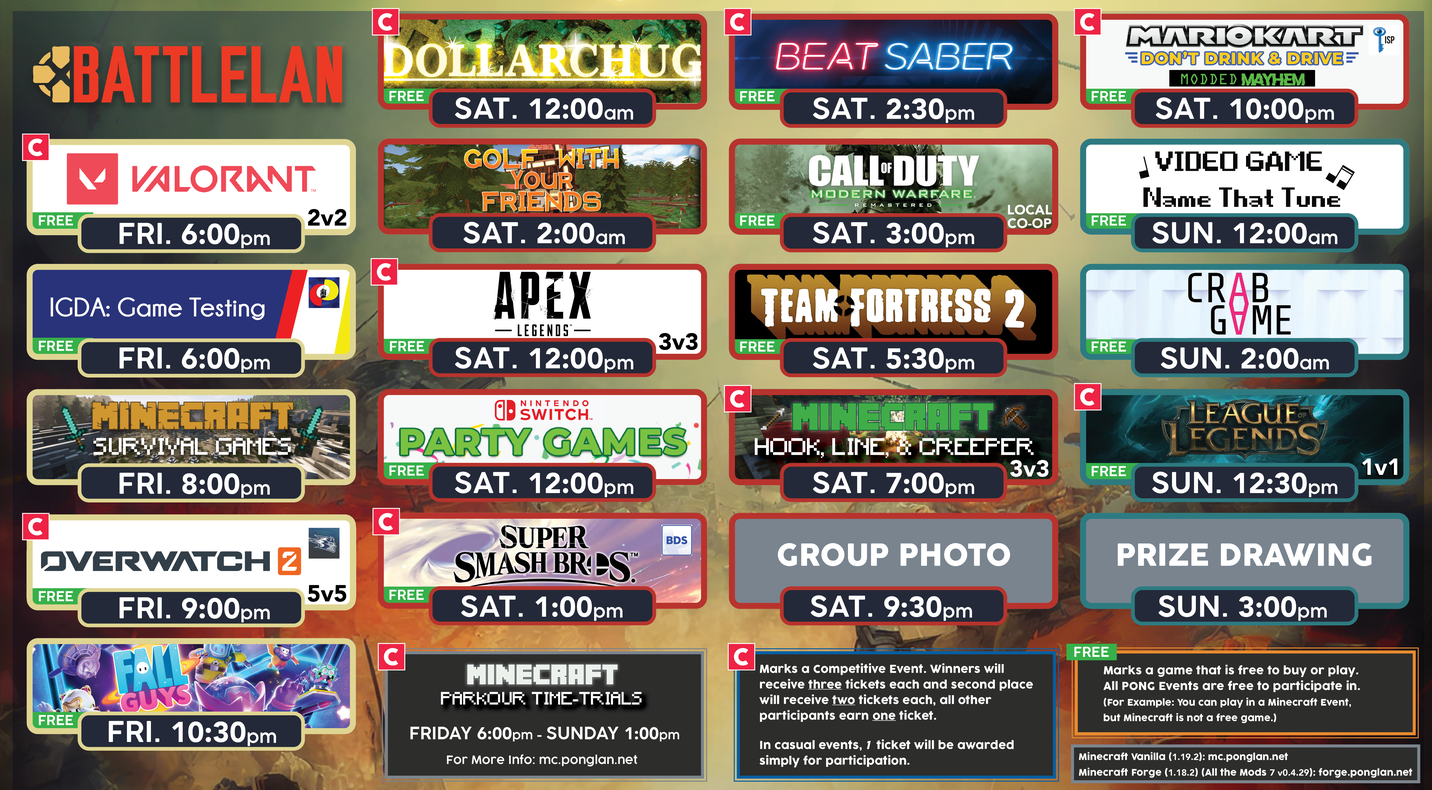 BATTLELAN
C
VALORANT
FREE
2v2
FRI. 6:00pm
IGDA: Game Testing
FREE
FRI. 6:00pm
MINECRAFT
SURVIVAL GAMES
FRI. 8:00pm
C
OVERWATCH 2
FREE
5v5
FRI. 9:00pm
FALL
GUYS
FREE
FRI. 10:30pm
C
DOLLARCHUG
FREE
SAT. 12:00am
GOLF WITH
YOUR
FRIENDS
SAT. 2:00am
C
APEX
LEGENDS
FREE
3v3
SAT. 12:00pm
NINTENDO
SWITCH™
PARTY GAMES
FREE
SAT. 12:00pm
C
SUPER
SMASH BROS.™
BDS
FREE
SAT. 1:00pm
C
MINECRAFT
PARKOUR TIME-TRIALS
FRIDAY 6:00pm - SUNDAY 1:00pm
For More Info: mc.ponglan.net
C
BEAT SABER
FREE
SAT. 2:30pm
CALL OF DUTY
MODERN WARFARE
REMASTERED
FREE
LOCAL
CO-OP
SAT. 3:00pm
TEAM FORTRESS 2
FREE
SAT. 5:30pm
C
MINECRAFT
HOOK, LINE, & CREEPER
3v3
SAT. 7:00pm
GROUP PHOTO
SAT. 9:30pm
C
Marks a Competitive Event. Winners will
receive three tickets each and second place
will receive two tickets each, all other
participants earn one ticket.
In casual events, 1 ticket will be awarded
simply for participation.
C
MARIOKART
ISP
DON'T DRINK & DRIVE
MODDED MAYHEM
FREE
SAT. 10:00pm
VIDEO GAME
Name That Tune
FREE
SUN. 12:00am
CRAB
GAME
FREE
SUN. 2:00am
C
LEAGUE OF
LEGENDS
FREE
1v1
SUN. 12:30pm
PRIZE DRAWING
SUN. 3:00pm
FREE
Marks a game that is free to buy or play.
All PONG Events are free to participate in.
(For Example: You can play in a Minecraft Event,
but Minecraft is not a free game.)
Minecraft Vanilla (1.19.2): mc.ponglan.net
Minecraft Forge (1.18.2) (All the Mods 7 v0.4.29): forge.ponglan.net